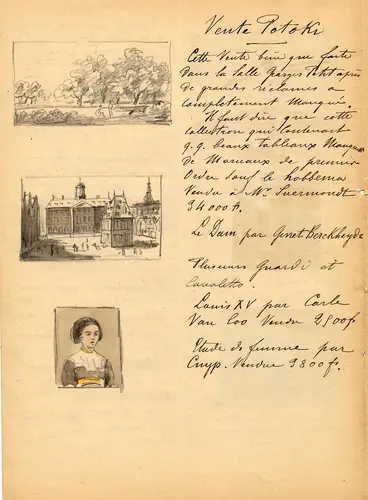 Vente Potoki
Cette Vente bien que faite
Dans la Salle Georges Petit après
de grandes réclames a
complètement Manqué.
Il faut dire que cette
collection qui contenait
q.q. beaux tableaux Manquait
de Morceaux de premier
Ordre sauf le hobbema
Vendu à Mr. Suermondt
34000 fr.
Le Dam par Gerret Berckheyde
Plusieurs Guardi et
Canaletto.
Louis XV par Carle
Van Loo Vendu 2500 f.
Etude de femme par
Cuyp. Vendue 9800 fr.